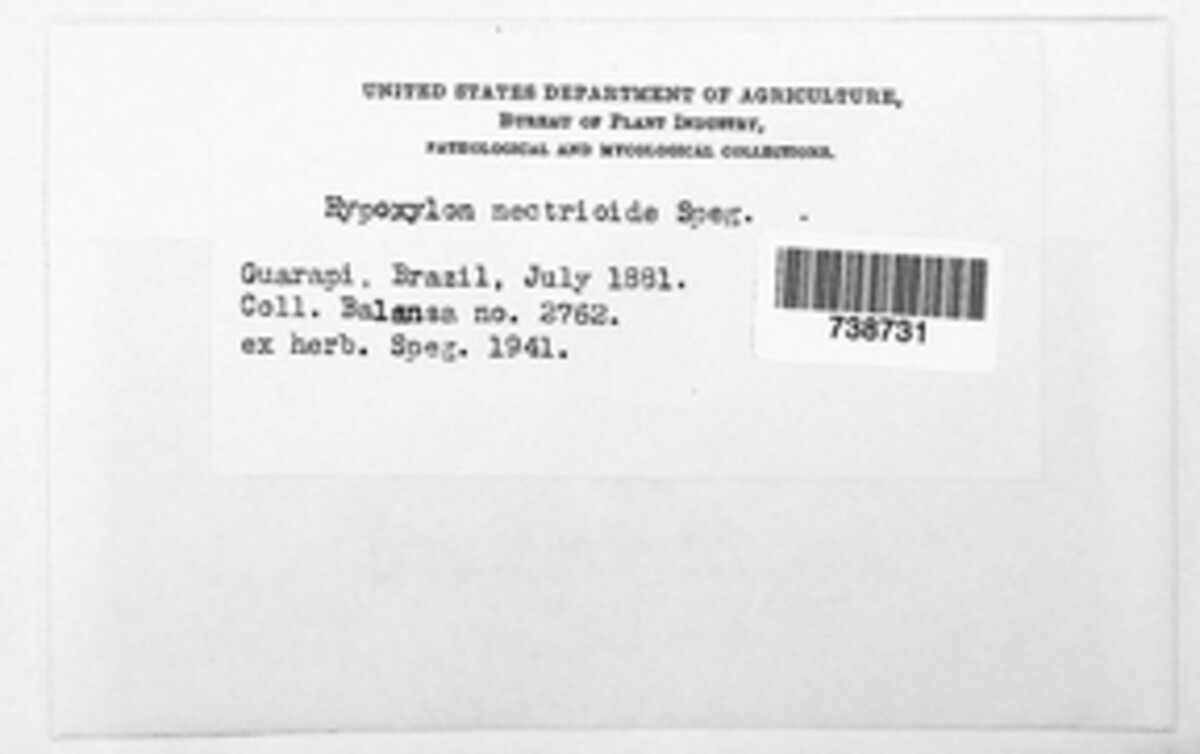 UNITED STATES DEPARTMENT OF AGRICULTURE,
BUREAU OF PLANT INDUSTRY,
PATHOLOGICAL AND MYCOLOGICAL COLLECTIONS.
Hypoxylon nectrioide Speg.
Guarapi, Brazil, July 1881.
Coll. Balansa no. 2762.
ex herb. Speg. 1941.
738731